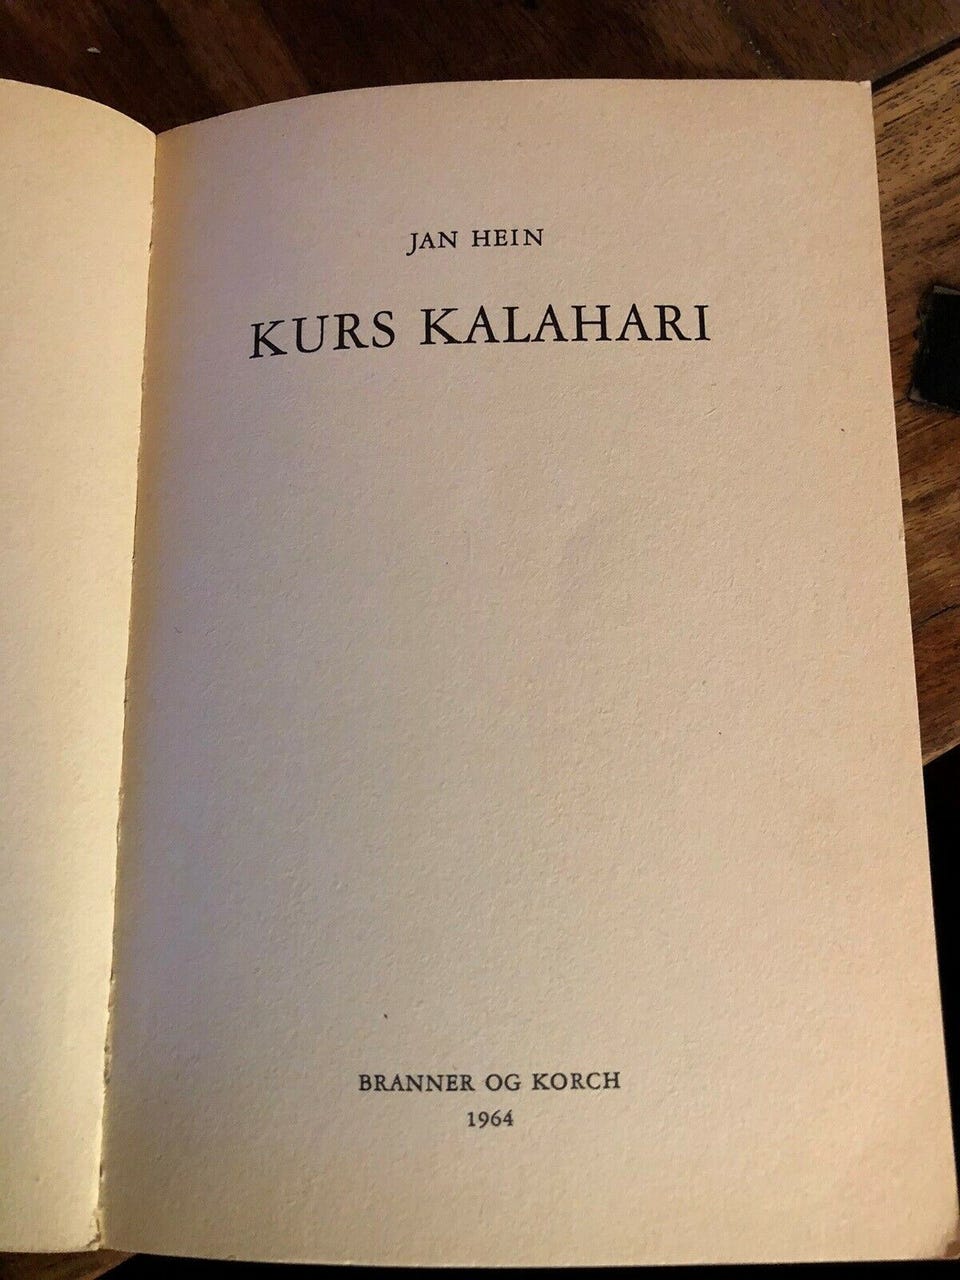 JAN HEIN
KURS KALAHARI
BRANNER OG KORCH
1964